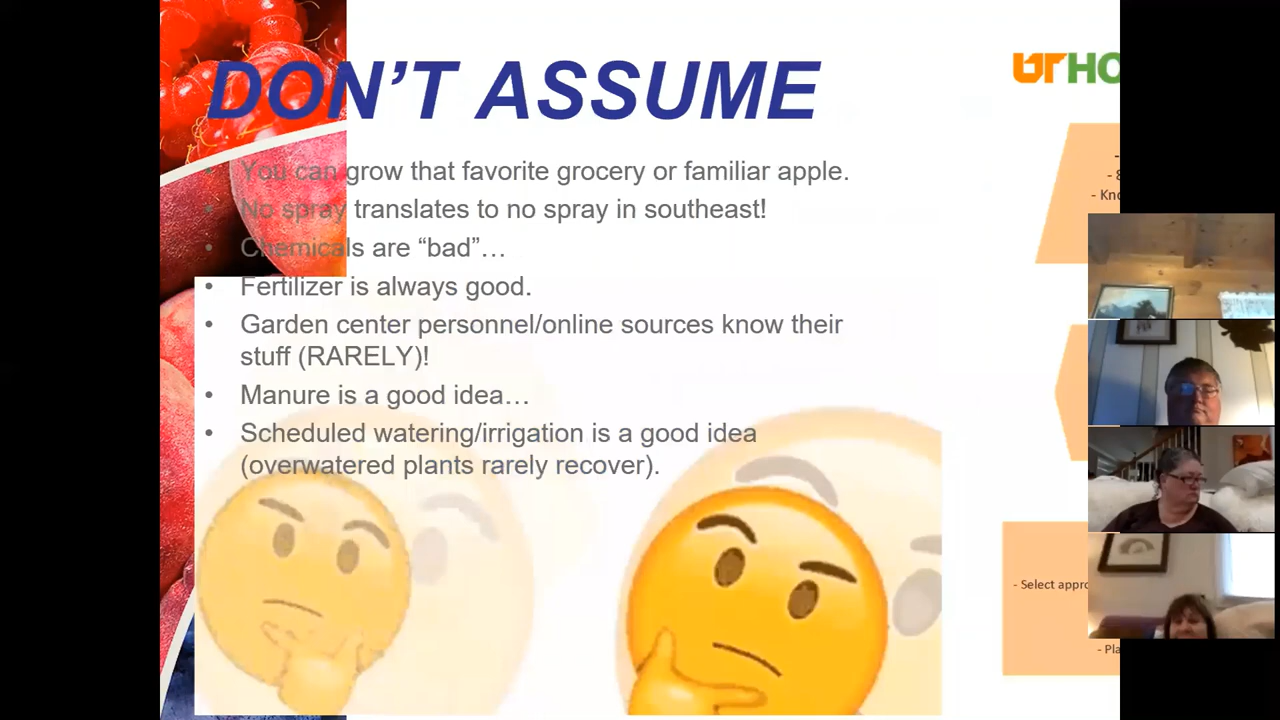 DON'T ASSUME
UTHO
• You can grow that favorite grocery or familiar apple.
• No spray translates to no spray in southeast!
• Chemicals are “bad”…
• Fertilizer is always good.
• Garden center personnel/online sources know their
stuff (RARELY)!
• Manure is a good idea…
• Scheduled watering/irrigation is a good idea
(overwatered plants rarely recover).
- Kno
- Select appro
- Pla